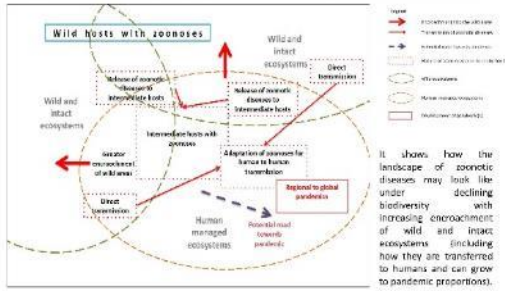 Wild hosts with zoonoses
Wild and
intact
ecosystems
Direct
transmission
Release of zoonotic
diseases to
intermediate hosts
Release of zoonotic
diseases to
intermediate hosts
Wild and
intact
ecosystems
Intermediate hosts with
zoonoses
Adaptation of zoonoses for
human to human
transmission
Greater
encroachment
of wild areas
Regional to global
pandemics
Direct
transmission
Human
managed
ecosystems
Potential road
towards
pandemic
Legend
It shows how the
landscape of zoonotic
diseases may look like
under declining
biodiversity with
increasing encroachment
of wild and intact
ecosystems (including
how they are transferred
to humans and can grow
to pandemic proportions).